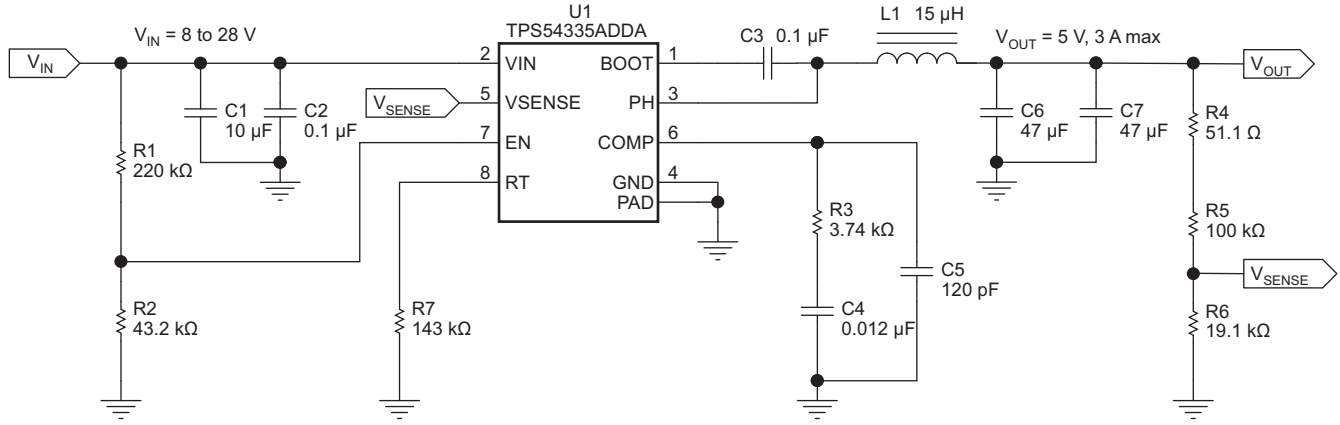 U1
TPS54335ADDA
V_IN = 8 to 28 V
V_IN
2 VIN
5 VSENSE
7 EN
8 RT
BOOT 1
PH 3
COMP 6
GND 4
PAD
V_SENSE
C1
10 µF
C2
0.1 µF
R1
220 kΩ
R2
43.2 kΩ
R7
143 kΩ
C3 0.1 µF
L1 15 µH
V_OUT = 5 V, 3 A max
V_OUT
C6
47 µF
C7
47 µF
R4
51.1 Ω
R5
100 kΩ
V_SENSE
R6
19.1 kΩ
R3
3.74 kΩ
C4
0.012 µF
C5
120 pF